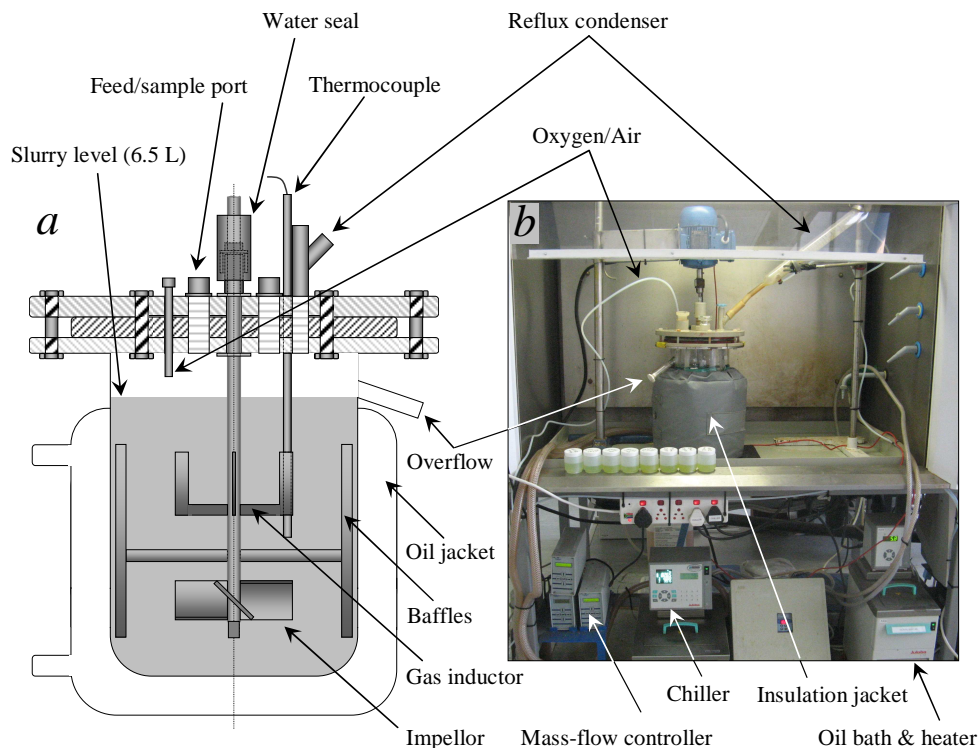 Water seal
Reflux condenser
Feed/sample port
Thermocouple
Oxygen/Air
Slurry level (6.5 L)
a
b
Overflow
Oil jacket
Baffles
Gas inductor
Chiller
Insulation jacket
Impellor
Mass-flow controller
Oil bath & heater